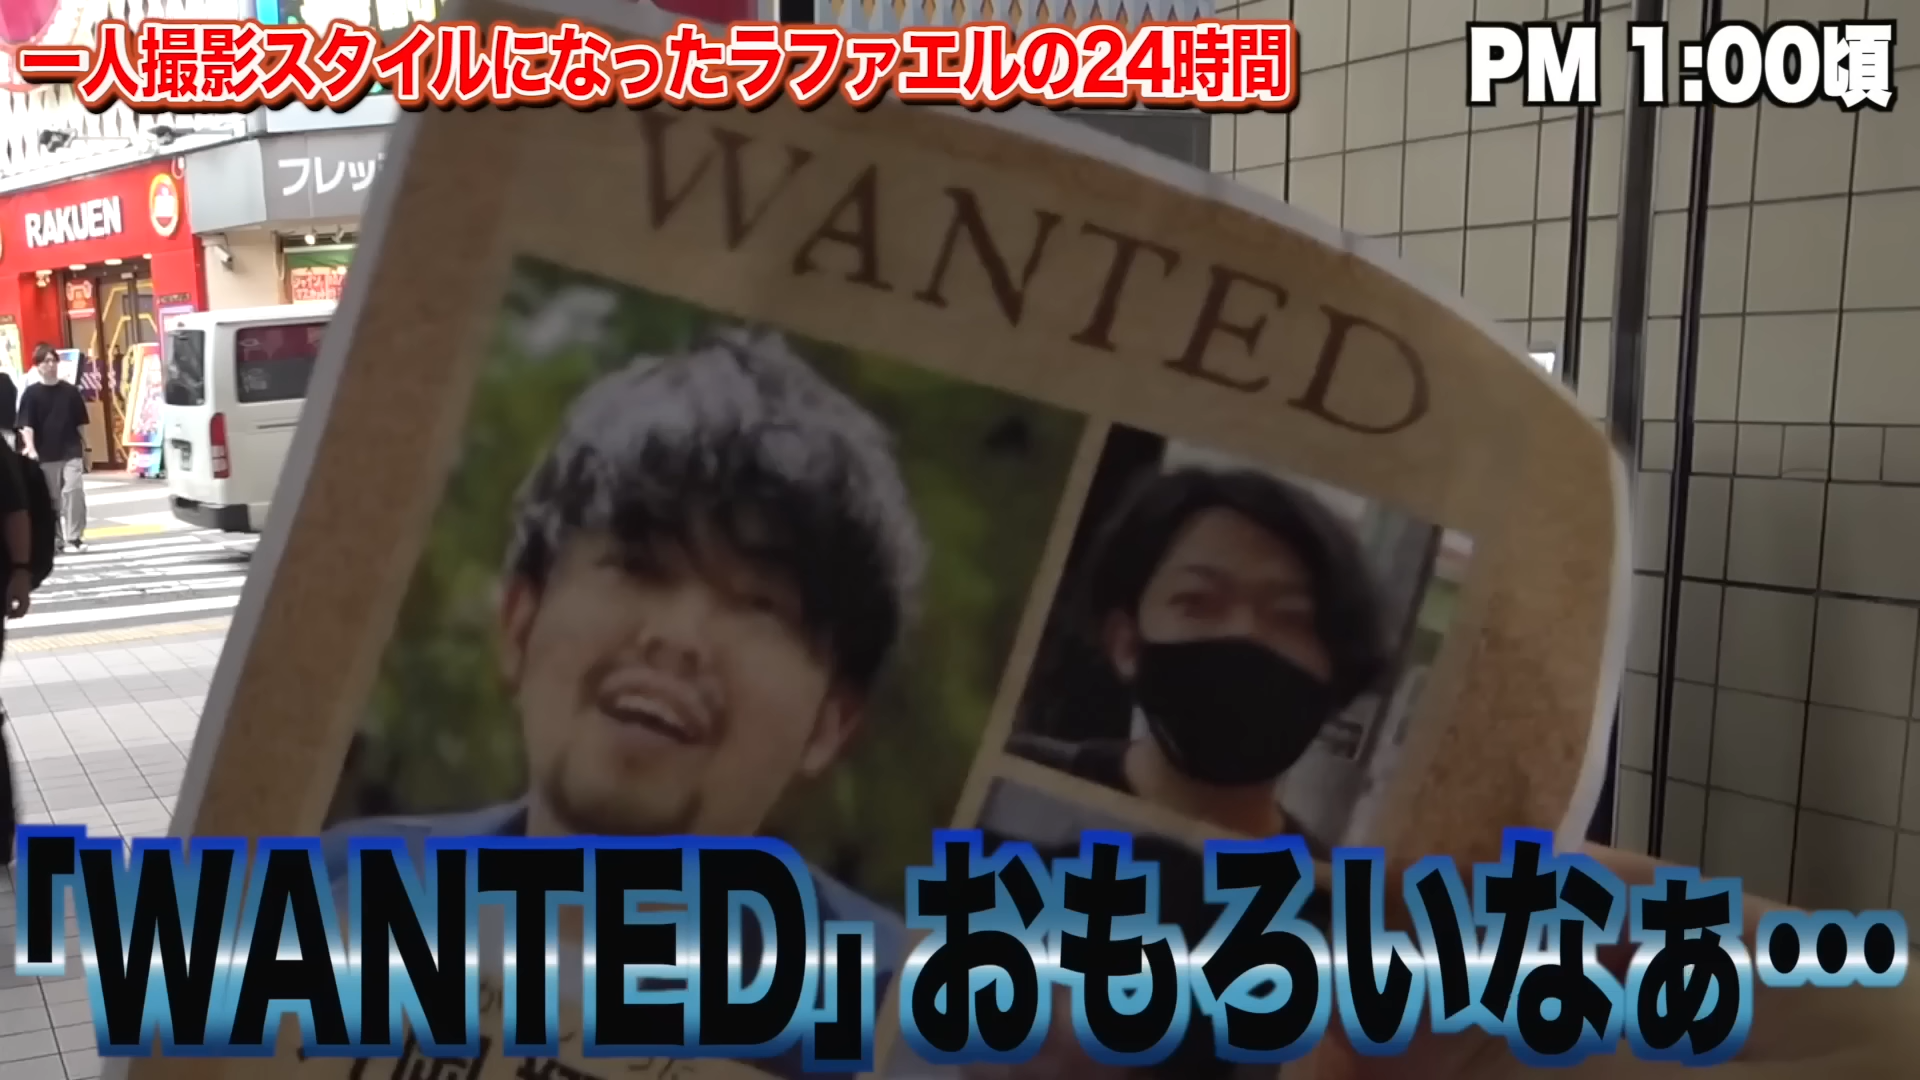 一人撮影スタイルになったラファエルの24時間
PM 1:00頃
フレッ
RAKUEN
WANTED
「WANTED」おもろいなぁ…